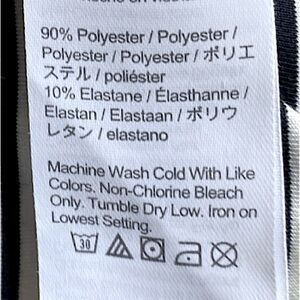 90% Polyester / Polyester /
Polyester / Polyester / ポリエ
ステル / poliéster
10% Elastane / Élasthanne /
Elastan / Elastaan / ポリウ
レタン / elastano
Machine Wash Cold With Like
Colors. Non-Chlorine Bleach
Only. Tumble Dry Low. Iron on
Lowest Setting.
30